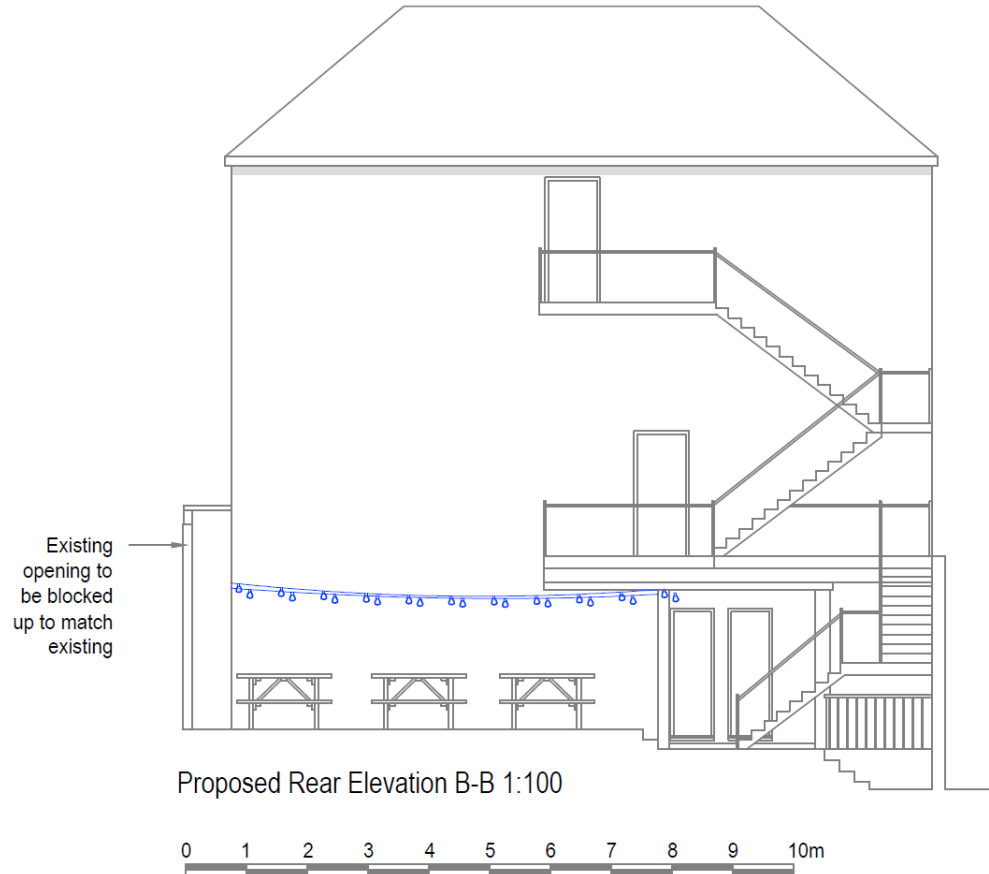 Existing
opening to
be blocked
up to match
existing
Proposed Rear Elevation B-B 1:100
0 1 2 3 4 5 6 7 8 9 10m